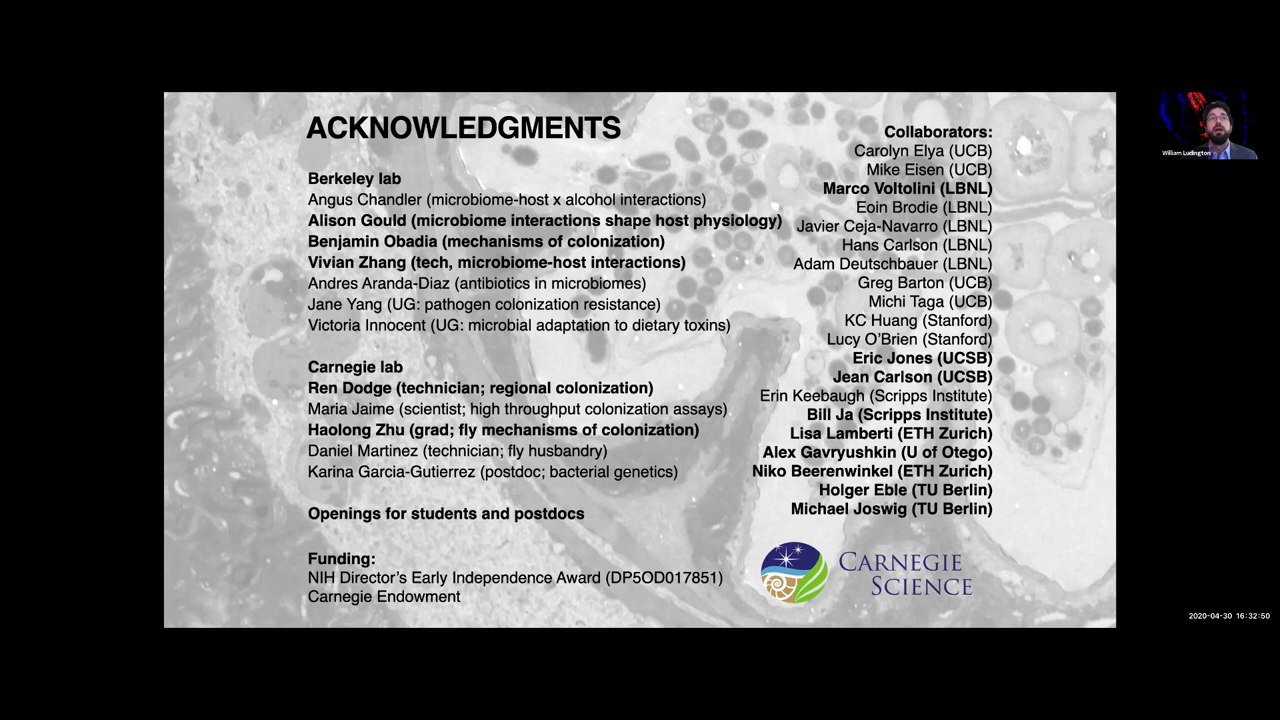 ACKNOWLEDGMENTS
Berkeley lab
Angus Chandler (microbiome-host x alcohol interactions)
Alison Gould (microbiome interactions shape host physiology)
Benjamin Obadia (mechanisms of colonization)
Vivian Zhang (tech, microbiome-host interactions)
Andres Aranda-Diaz (antibiotics in microbiomes)
Jane Yang (UG: pathogen colonization resistance)
Victoria Innocent (UG: microbial adaptation to dietary toxins)
Carnegie lab
Ren Dodge (technician; regional colonization)
Maria Jaime (scientist; high throughput colonization assays)
Haolong Zhu (grad; fly mechanisms of colonization)
Daniel Martinez (technician; fly husbandry)
Karina Garcia-Gutierrez (postdoc; bacterial genetics)
Openings for students and postdocs
Funding:
NIH Director's Early Independence Award (DP5OD017851)
Carnegie Endowment
Collaborators:
Carolyn Elya (UCB)
Mike Eisen (UCB)
Marco Voltolini (LBNL)
Eoin Brodie (LBNL)
Javier Ceja-Navarro (LBNL)
Hans Carlson (LBNL)
Adam Deutschbauer (LBNL)
Greg Barton (UCB)
Michi Taga (UCB)
KC Huang (Stanford)
Lucy O'Brien (Stanford)
Eric Jones (UCSB)
Jean Carlson (UCSB)
Erin Keebaugh (Scripps Institute)
Bill Ja (Scripps Institute)
Lisa Lamberti (ETH Zurich)
Alex Gavryushkin (U of Otego)
Niko Beerenwinkel (ETH Zurich)
Holger Eble (TU Berlin)
Michael Joswig (TU Berlin)
CARNEGIE
SCIENCE
William Ludington
2020-04-30 16:32:50